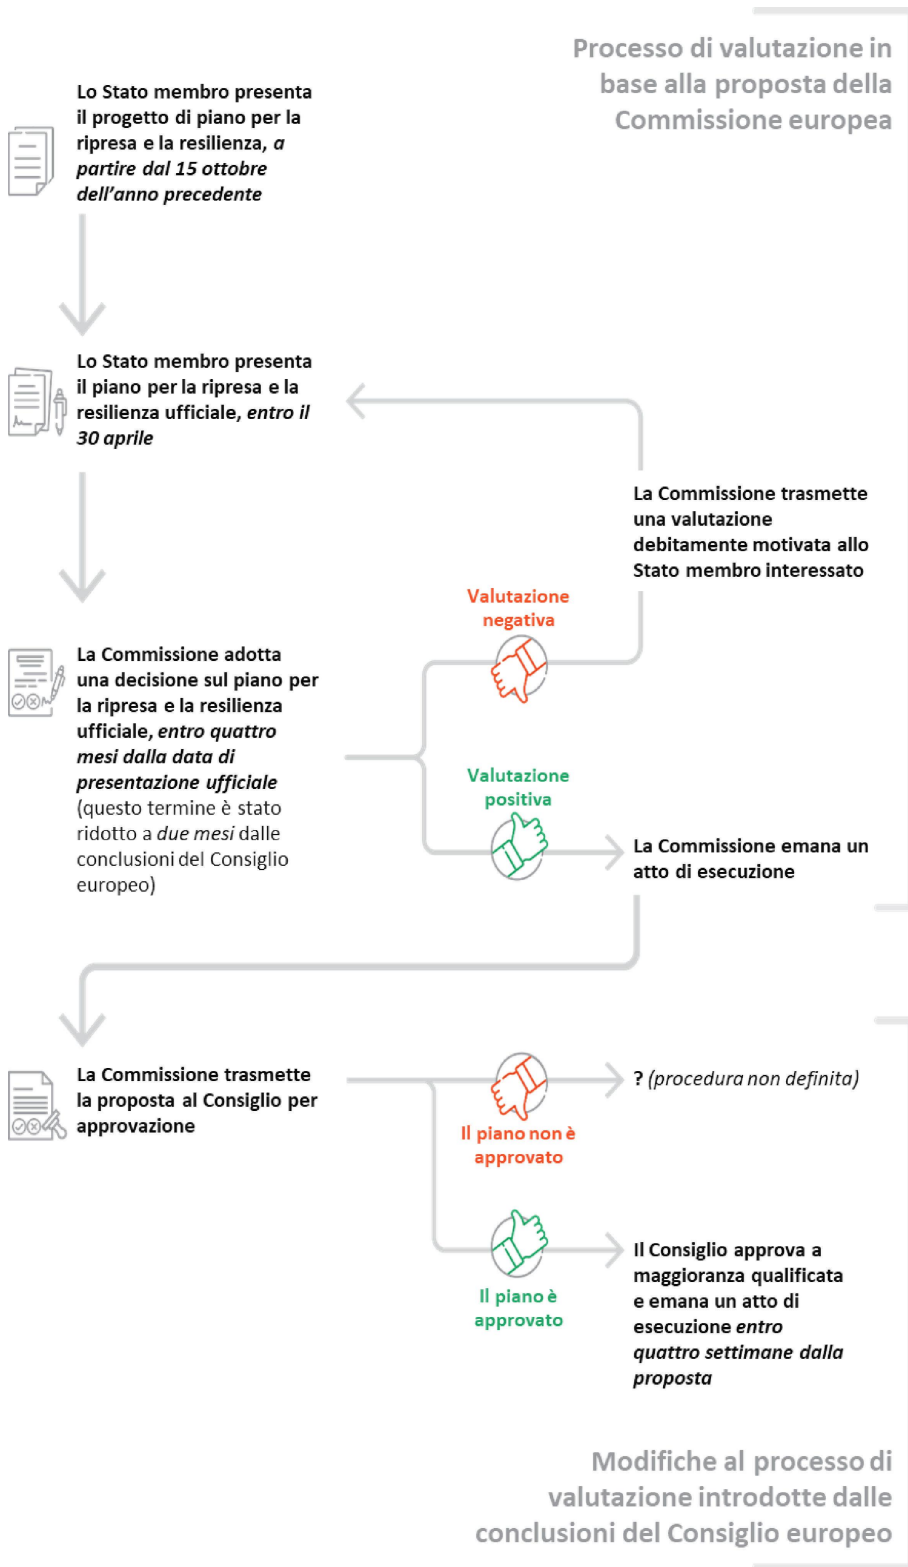 Processo di valutazione in
base alla proposta della
Commissione europea
Lo Stato membro presenta
il progetto di piano per la
ripresa e la resilienza, a
partire dal 15 ottobre
dell’anno precedente
Lo Stato membro presenta
il piano per la ripresa e la
resilienza ufficiale, entro il
30 aprile
La Commissione trasmette
una valutazione
debitamente motivata allo
Stato membro interessato
Valutazione
negativa
La Commissione adotta
una decisione sul piano per
la ripresa e la resilienza
ufficiale, entro quattro
mesi dalla data di
presentazione ufficiale
(questo termine è stato
ridotto a due mesi dalle
conclusioni del Consiglio
europeo)
Valutazione
positiva
La Commissione emana un
atto di esecuzione
La Commissione trasmette
la proposta al Consiglio per
approvazione
Il piano non è
approvato
? (procedura non definita)
Il piano è
approvato
Il Consiglio approva a
maggioranza qualificata
e emana un atto di
esecuzione entro
quattro settimane dalla
proposta
Modifiche al processo di
valutazione introdotte dalle
conclusioni del Consiglio europeo